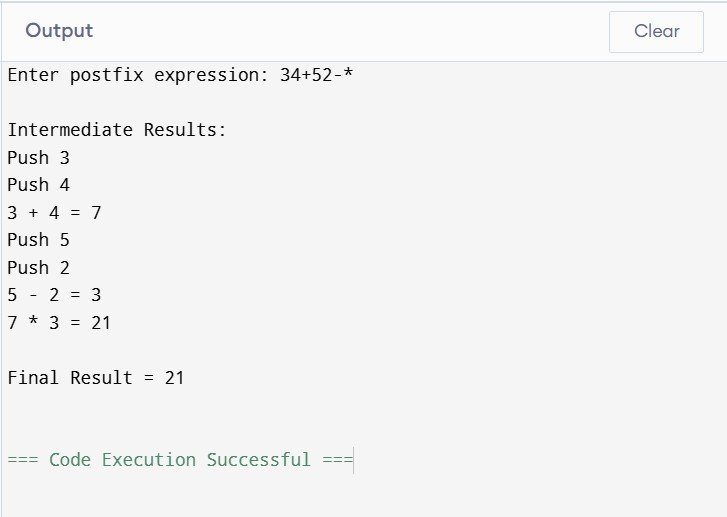 Output
Clear
Enter postfix expression: 34+52-*
Intermediate Results:
Push 3
Push 4
3 + 4 = 7
Push 5
Push 2
5 - 2 = 3
7 * 3 = 21
Final Result = 21
=== Code Execution Successful ===